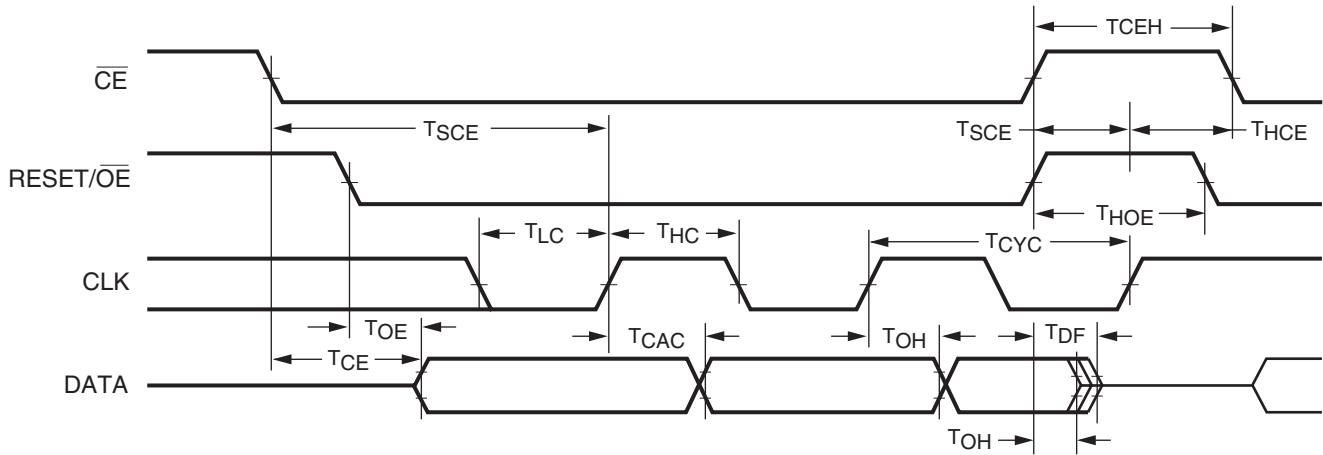 TCEH
CE
TSCE
TSCE
THCE
RESET/OE
TLC
THC
THOE
TCYC
CLK
TOE
TCAC
TOH
TDF
TCE
DATA
TOH